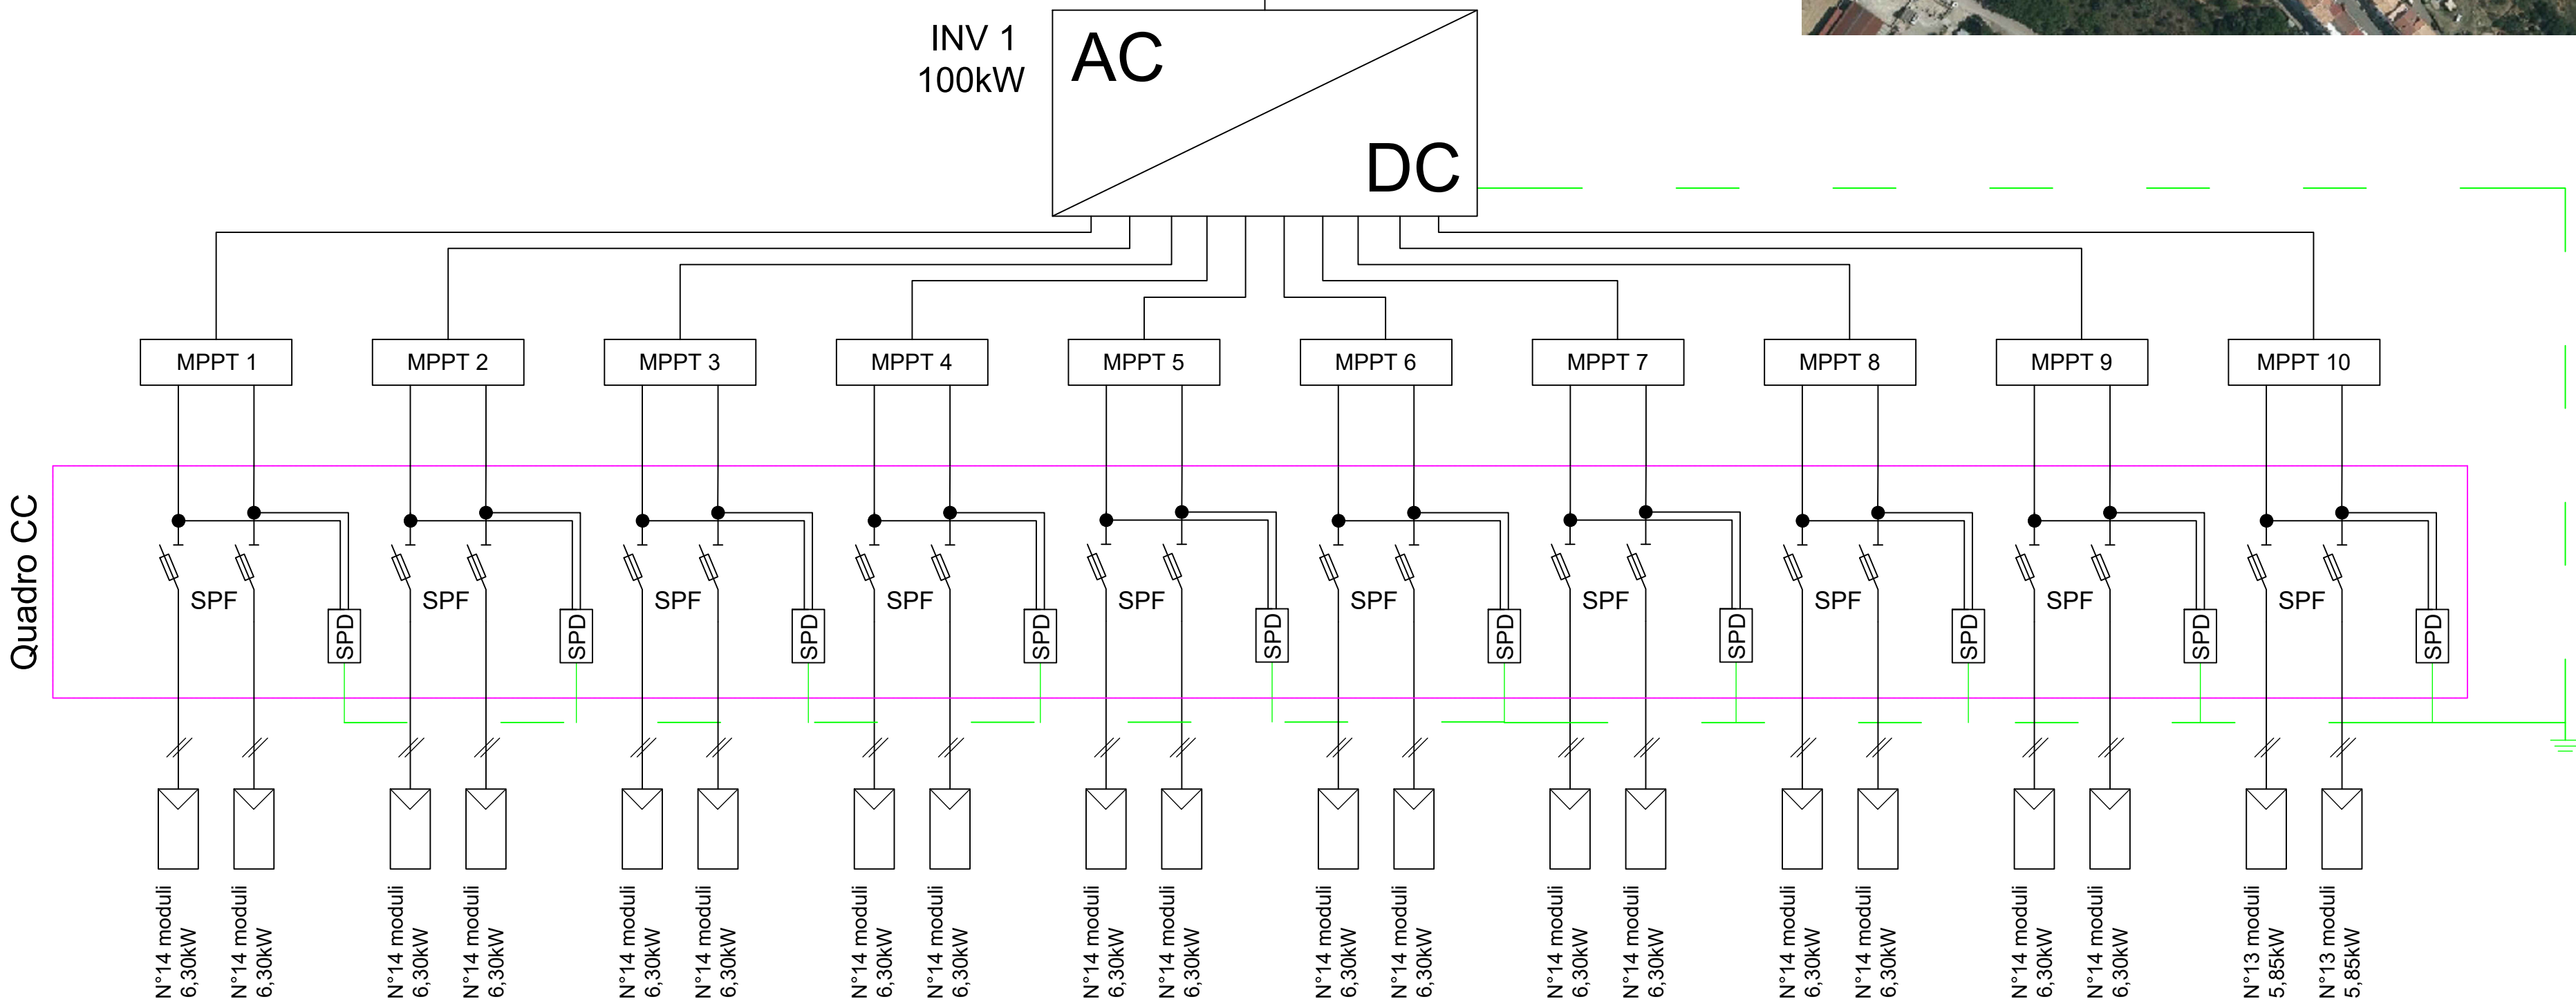 INV 1
100kW
AC
DC
MPPT 1
MPPT 2
MPPT 3
MPPT 4
MPPT 5
MPPT 6
MPPT 7
MPPT 8
MPPT 9
MPPT 10
Quadro CC
SPF
SPD
SPF
SPD
SPF
SPD
SPF
SPD
SPF
SPD
SPF
SPD
SPF
SPD
SPF
SPD
SPF
SPD
SPF
SPD
N°14 moduli
6,30kW
N°14 moduli
6,30kW
N°14 moduli
6,30kW
N°14 moduli
6,30kW
N°14 moduli
6,30kW
N°14 moduli
6,30kW
N°14 moduli
6,30kW
N°14 moduli
6,30kW
N°14 moduli
6,30kW
N°14 moduli
6,30kW
N°14 moduli
6,30kW
N°14 moduli
6,30kW
N°14 moduli
6,30kW
N°14 moduli
6,30kW
N°14 moduli
6,30kW
N°14 moduli
6,30kW
N°14 moduli
6,30kW
N°14 moduli
6,30kW
N°13 moduli
5,85kW
N°13 moduli
5,85kW